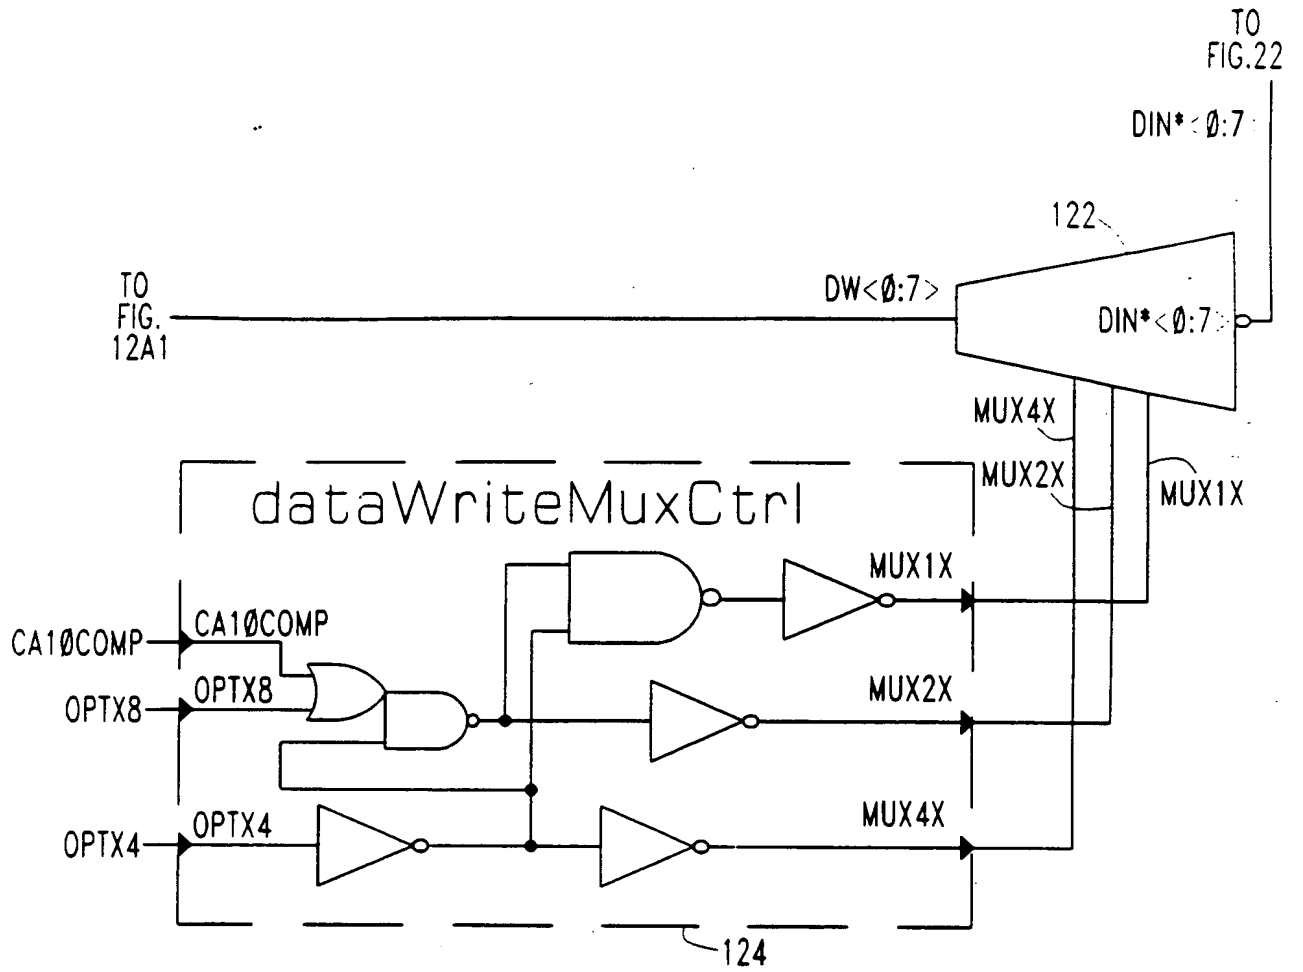 TO
FIG.22
DIN*<Ø:7
122
TO
FIG.
12A1
DW<Ø:7>
DIN*<Ø:7>
MUX4X
MUX2X
MUX1X
dataWriteMuxCtrl
MUX1X
CA1ØCOMP
CA1ØCOMP
OPTX8
OPTX8
MUX2X
OPTX4
OPTX4
MUX4X
124